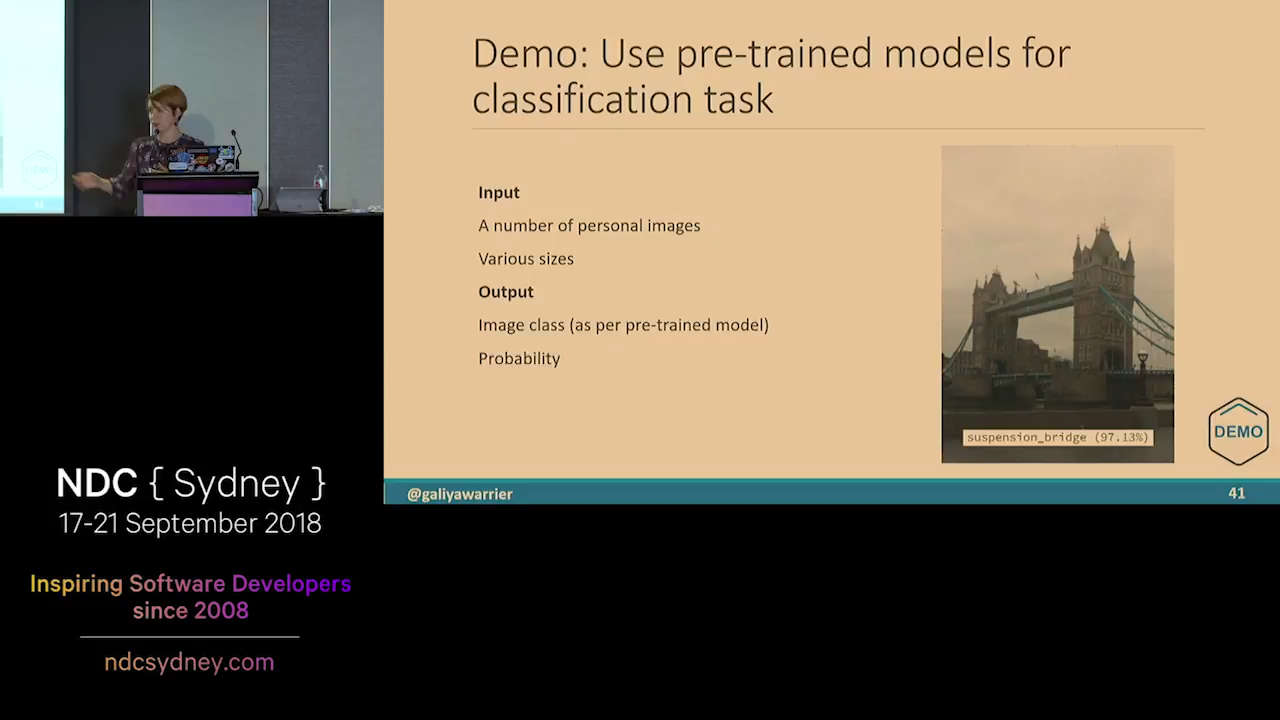 Demo: Use pre-trained models for
classification task
Input
A number of personal images
Various sizes
Output
Image class (as per pre-trained model)
Probability
suspension_bridge (97.13%)
DEMO
@galiyawarrier
41
NDC { Sydney }
17-21 September 2018
Inspiring Software Developers
since 2008
ndcsydney.com